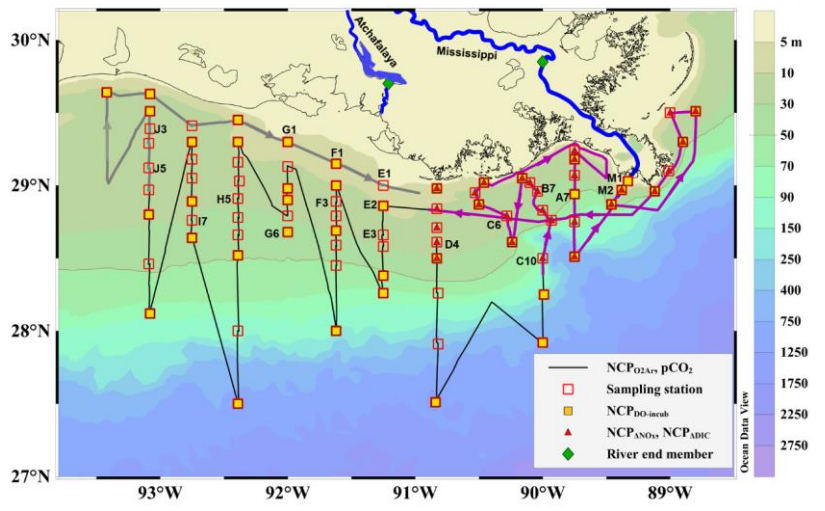 30°N
29°N
28°N
27°N
93°W
92°W
91°W
90°W
89°W
Atchafalaya
Mississippi
J3
J5
I7
H5
G1
G6
F1
F3
E1
E2
E3
D4
C6
C10
B7
A7
M1
M2
NCPO2Ar, pCO2
Sampling station
NCPDO-incub
NCPΔNOx, NCPΔDIC
River end member
5 m
10
30
50
70
90
150
400
750
1250
1750
2250
2750
Ocean Data View